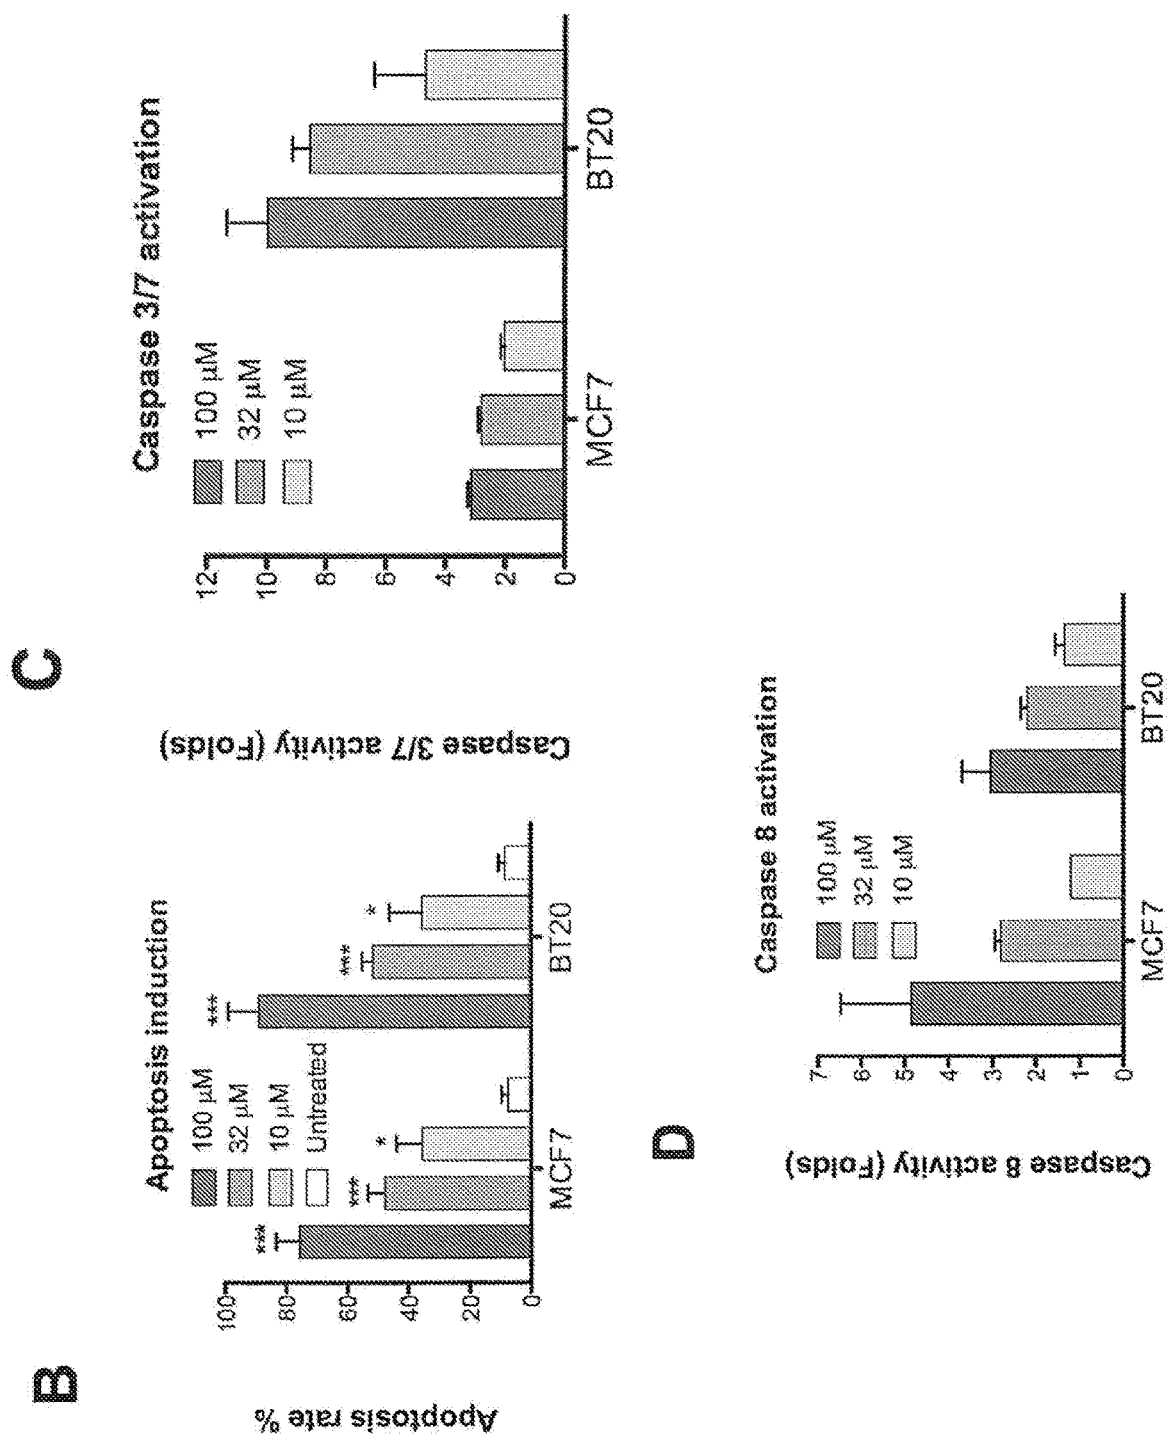 B
Apoptosis induction
Apoptosis rate %
100
80
60
40
20
0
100 µM
32 µM
10 µM
Untreated
***
***
*
***
***
*
MCF7
BT20
C
Caspase 3/7 activation
Caspase 3/7 activity (Folds)
12
10
8
6
4
2
0
100 µM
32 µM
10 µM
MCF7
BT20
D
Caspase 8 activation
Caspase 8 activity (Folds)
7
6
5
4
3
2
1
0
100 µM
32 µM
10 µM
MCF7
BT20